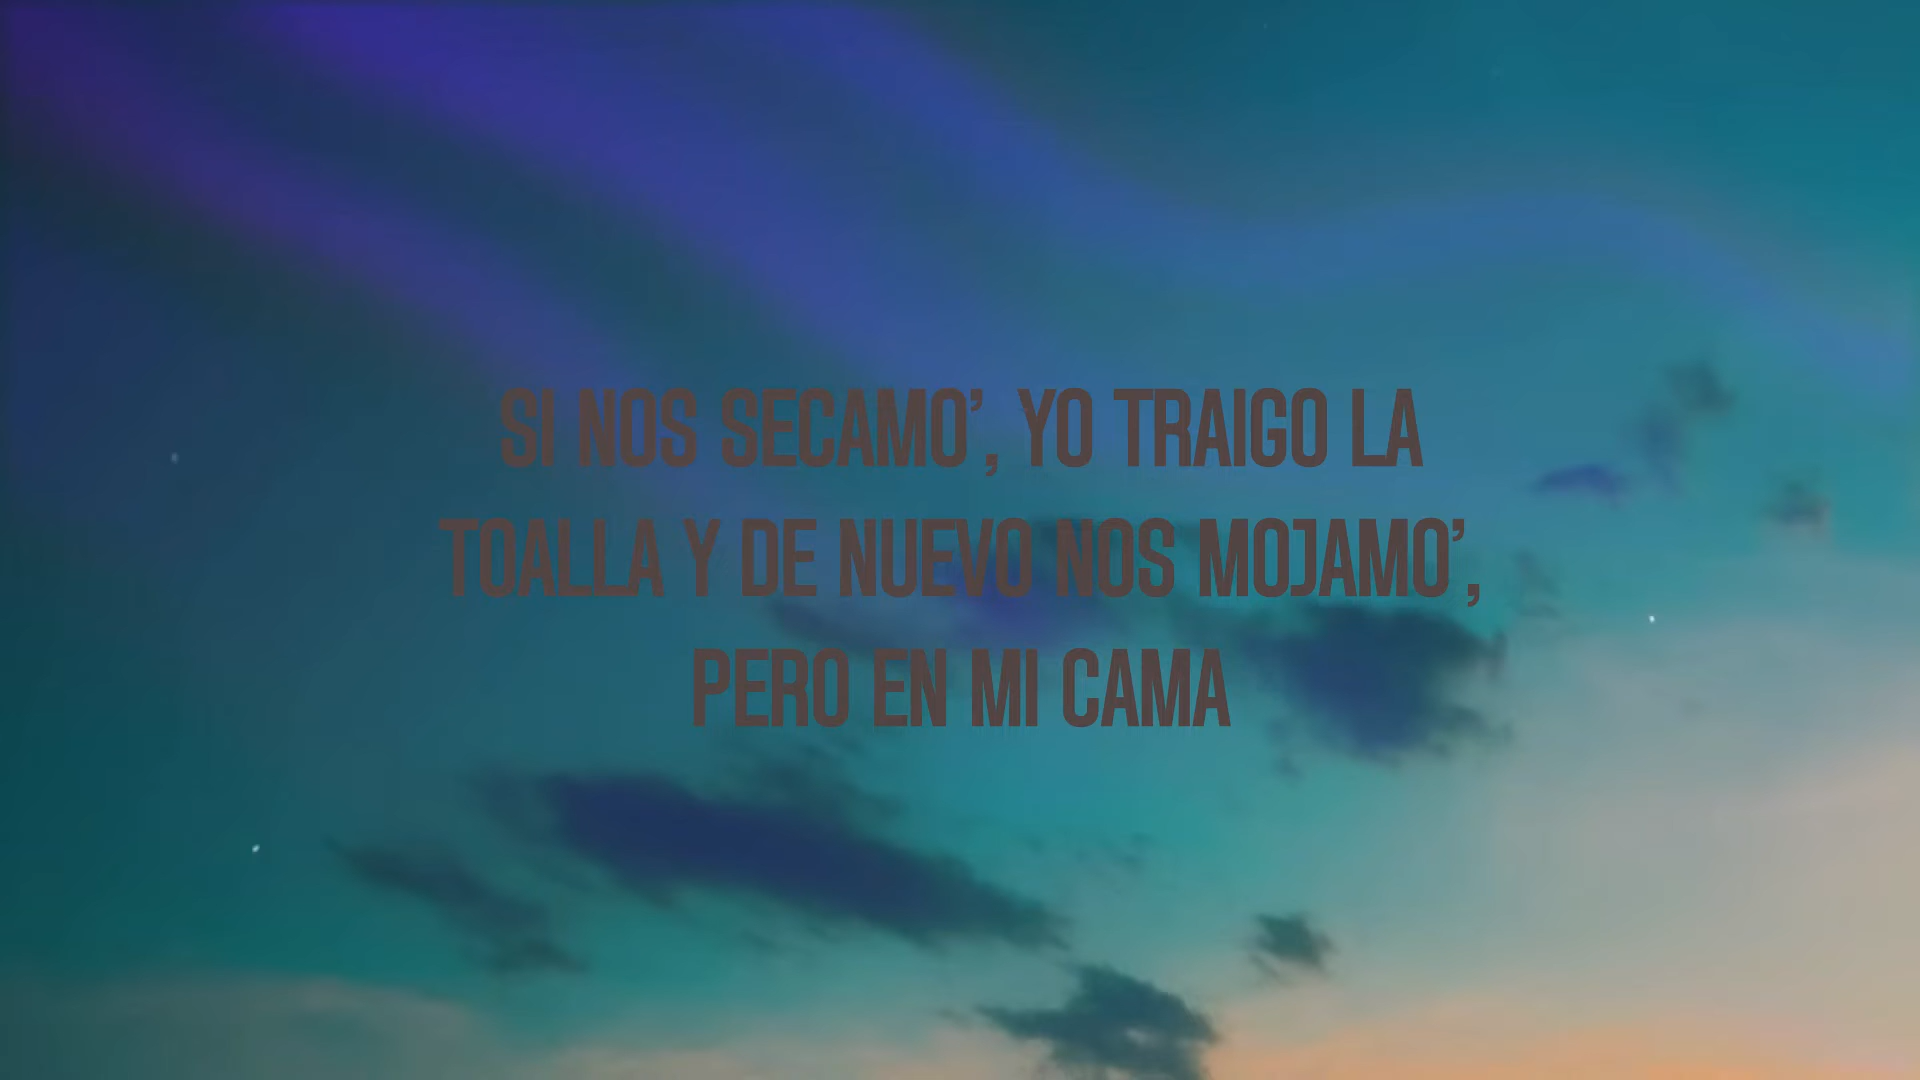 SI NOS SECAMO', YO TRAIGO LA
TOALLA Y DE NUEVO NOS MOJAMO',
PERO EN MI CAMA